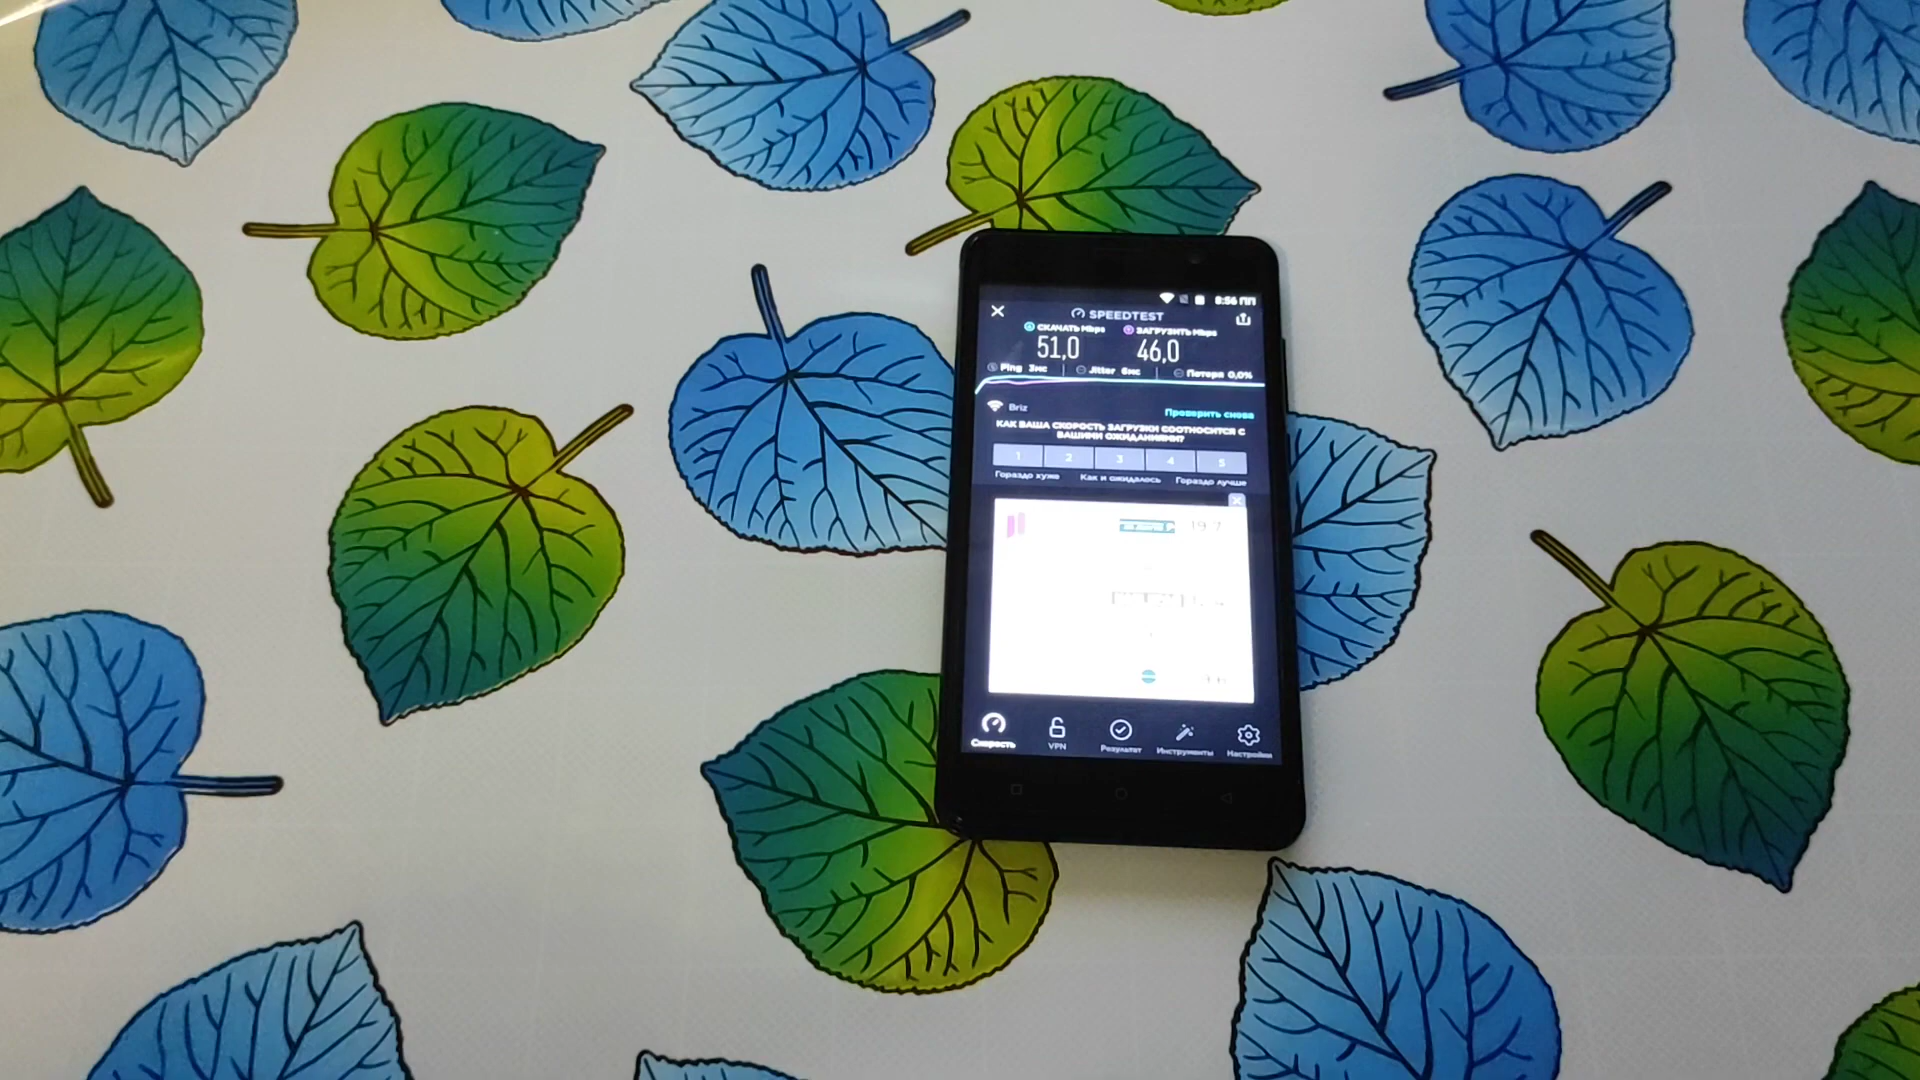 8:56 ПП
SPEEDTEST
СКАЧАТЬ Mbps
ЗАГРУЗИТЬ Mbps
51,0
46,0
Ping 3мс
Jitter 6мс
Потеря 0,0%
Briz
Проверить снова
КАК ВАША СКОРОСТЬ ЗАГРУЗКИ СООТНОСИТСЯ С
ВАШИМИ ОЖИДАНИЯМИ?
1 2 3 4 5
Гораздо хуже Как и ожидалось Гораздо лучше
Скорость VPN Результат Инструменты Настройки